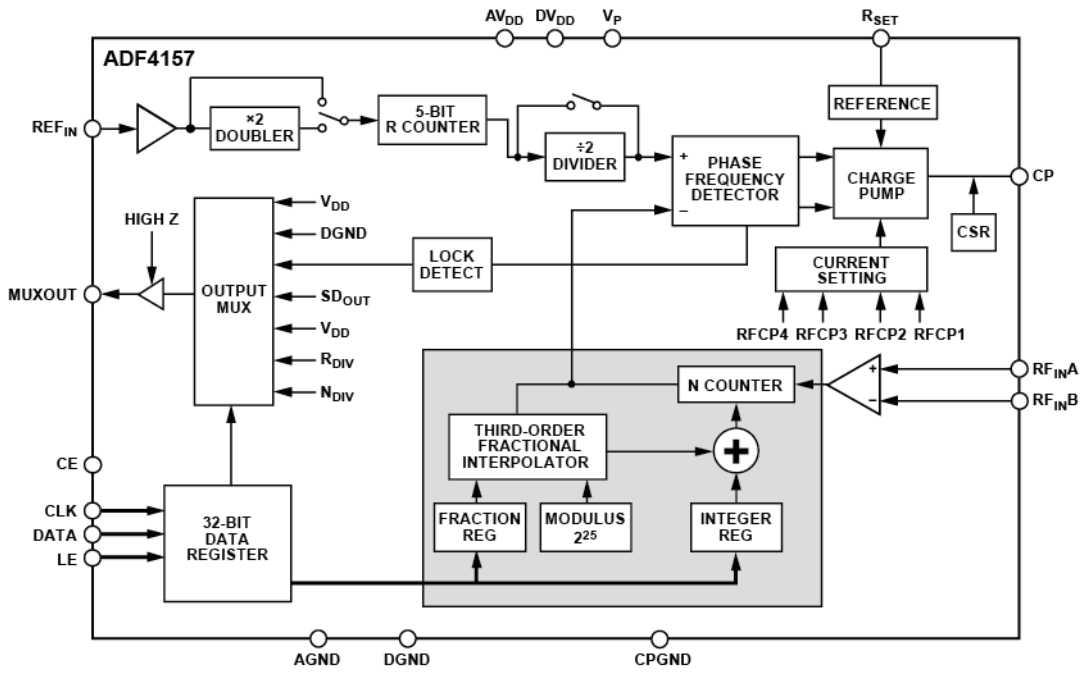 AVDD
DVDD
VP
RSET
ADF4157
REFIN
×2
DOUBLER
5-BIT
R COUNTER
÷2
DIVIDER
+
−
PHASE
FREQUENCY
DETECTOR
REFERENCE
CHARGE
PUMP
CP
CSR
HIGH Z
MUXOUT
OUTPUT
MUX
VDD
DGND
SDOUT
VDD
RDIV
NDIV
LOCK
DETECT
CURRENT
SETTING
RFCP4
RFCP3
RFCP2
RFCP1
N COUNTER
+
−
RFINA
RFINB
THIRD-ORDER
FRACTIONAL
INTERPOLATOR
+
FRACTION
REG
MODULUS
2²⁵
INTEGER
REG
CE
CLK
DATA
LE
32-BIT
DATA
REGISTER
AGND
DGND
CPGND